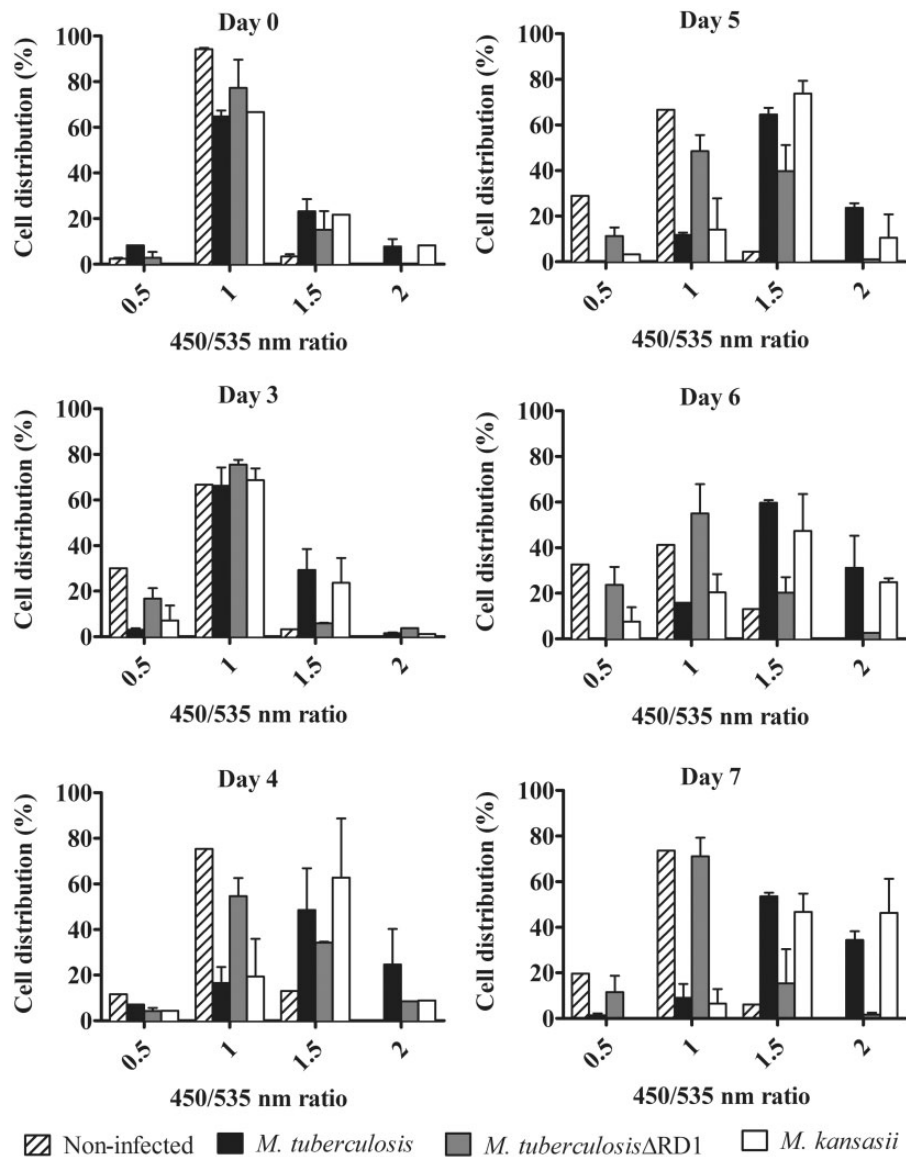 Day 0
Cell distribution (%)
100
80
60
40
20
0
0.5 1 1.5 2
450/535 nm ratio
Day 5
Cell distribution (%)
100
80
60
40
20
0
0.5 1 1.5 2
450/535 nm ratio
Day 3
Cell distribution (%)
100
80
60
40
20
0
0.5 1 1.5 2
450/535 nm ratio
Day 6
Cell distribution (%)
100
80
60
40
20
0
0.5 1 1.5 2
450/535 nm ratio
Day 4
Cell distribution (%)
100
80
60
40
20
0
0.5 1 1.5 2
450/535 nm ratio
Day 7
Cell distribution (%)
100
80
60
40
20
0
0.5 1 1.5 2
450/535 nm ratio
Non-infected M. tuberculosis M. tuberculosisΔRD1 M. kansasii